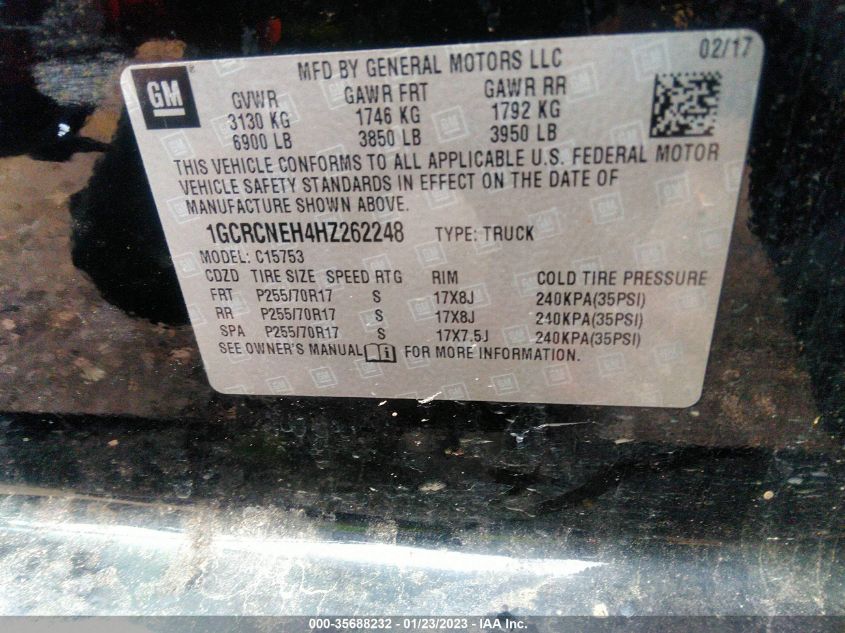 MFD BY GENERAL MOTORS LLC 02/17
GM
GVWR GAWR FRT GAWR RR
3130 KG 1746 KG 1792 KG
6900 LB 3850 LB 3950 LB
THIS VEHICLE CONFORMS TO ALL APPLICABLE U.S. FEDERAL MOTOR
VEHICLE SAFETY STANDARDS IN EFFECT ON THE DATE OF
MANUFACTURE SHOWN ABOVE.
1GCRCNEH4HZ262248 TYPE: TRUCK
MODEL: C15753
CDZD TIRE SIZE SPEED RTG RIM COLD TIRE PRESSURE
FRT P255/70R17 S 17X8J 240KPA(35PSI)
RR P255/70R17 S 17X8J 240KPA(35PSI)
SPA P255/70R17 S 17X7.5J 240KPA(35PSI)
SEE OWNER'S MANUAL FOR MORE INFORMATION.
000-35688232 - 01/23/2023 - IAA Inc.